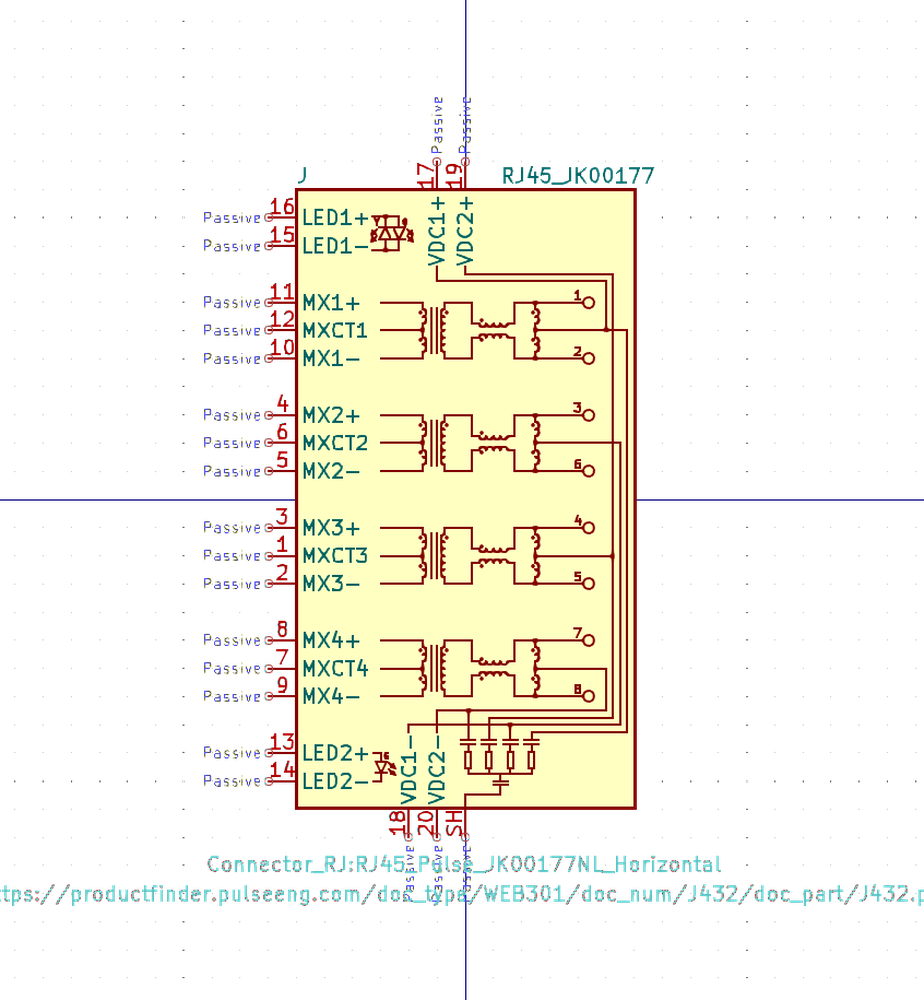 Passive Passive
17 19
J RJ45_JK00177
VDC1+ VDC2+
Passive 16 LED1+
Y G
Passive 15 LED1-
Passive 11 MX1+ 1
Passive 12 MXCT1
Passive 10 MX1- 2
Passive 4 MX2+ 3
Passive 6 MXCT2
Passive 5 MX2- 6
Passive 3 MX3+ 4
Passive 1 MXCT3
Passive 2 MX3- 5
Passive 8 MX4+ 7
Passive 7 MXCT4
Passive 9 MX4- 8
Passive 13 LED2+ G
Passive 14 LED2-
VDC1- VDC2-
18 20 SH
Passive Passive Passive
Connector_RJ:RJ45_Pulse_JK00177NL_Horizontal
ttps://productfinder.pulseeng.com/doc_type/WEB301/doc_num/J432/doc_part/J432.p